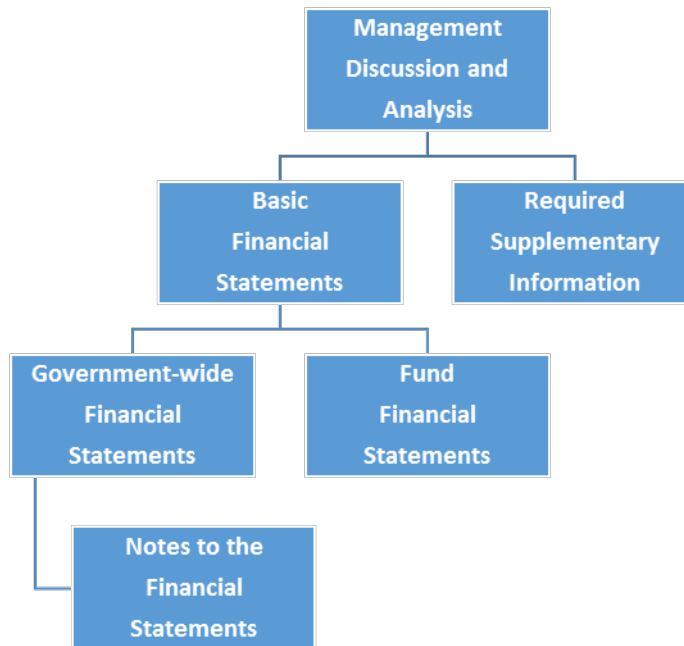 Management
Discussion and
Analysis
Basic
Financial
Statements
Required
Supplementary
Information
Government-wide
Financial
Statements
Fund
Financial
Statements
Notes to the
Financial
Statements